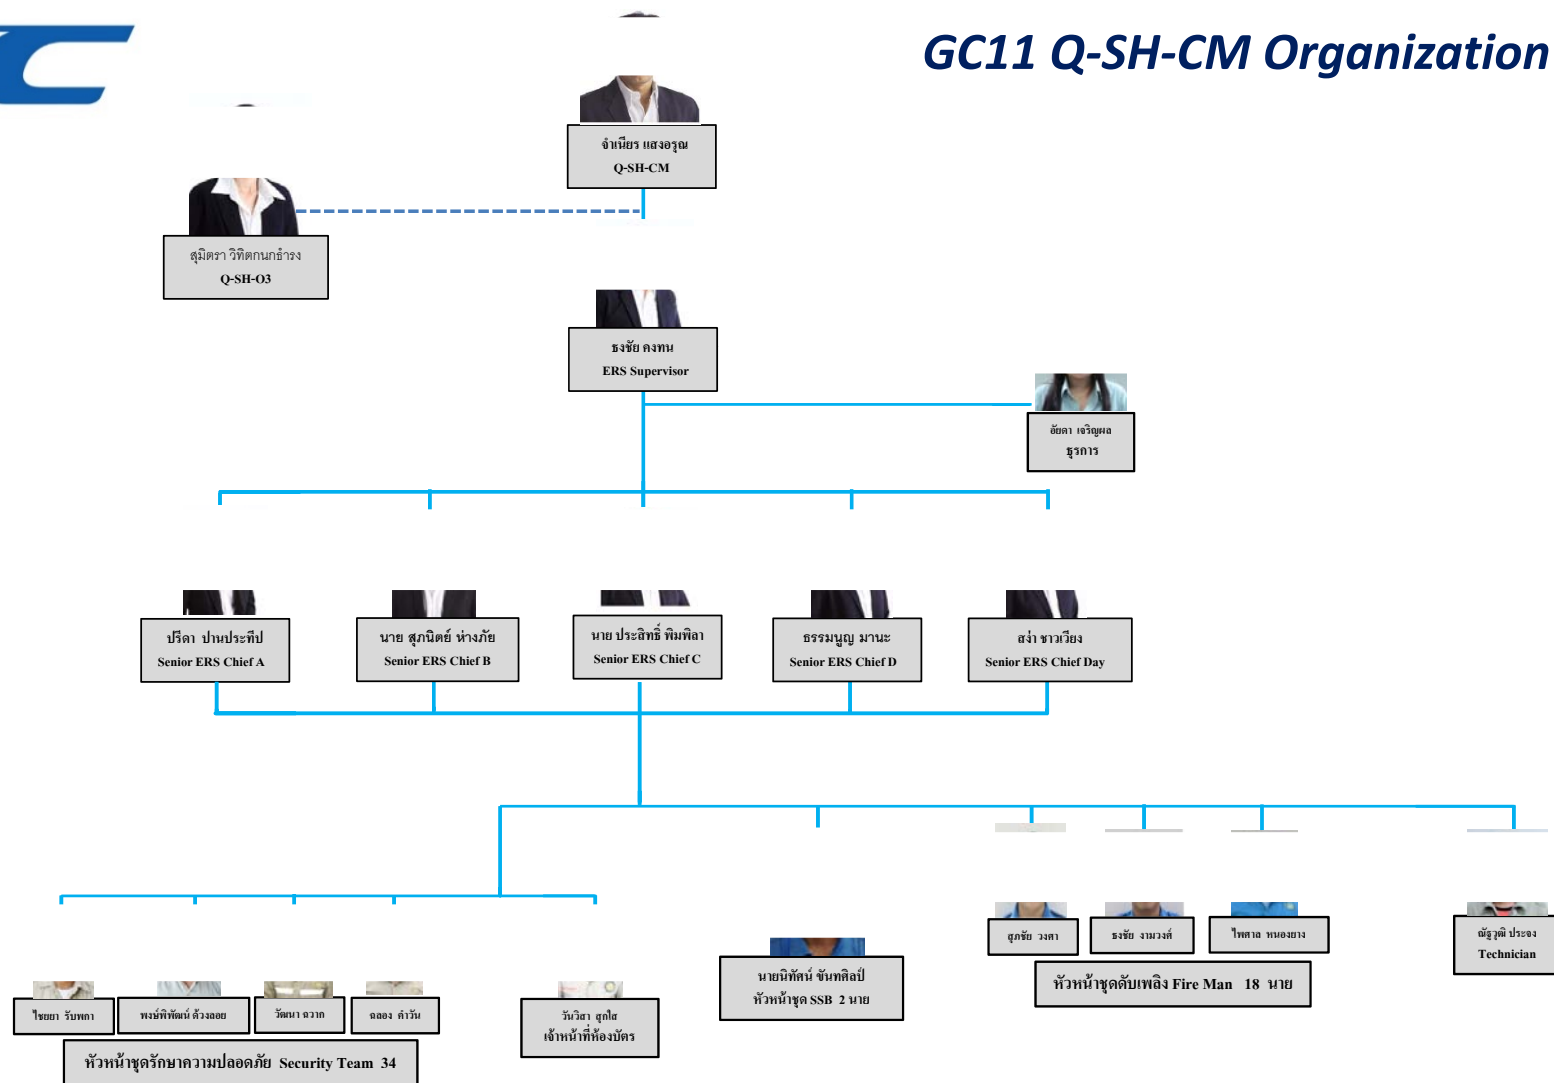 GC11 Q-SH-CM Organization
จำเนียร แสงอรุณ
Q-SH-CM
สุมิตรา วิทิตกนกธำรง
Q-SH-O3
ธงชัย คงทน
ERS Supervisor
อัยดา เจริญผล
ธุรการ
ปรีดา ปานประทีป
Senior ERS Chief A
นาย สุภนิตย์ ห่างภัย
Senior ERS Chief B
นาย ประสิทธิ์ พิมพิลา
Senior ERS Chief C
ธรรมนูญ มานะ
Senior ERS Chief D
สง่า ชาวเวียง
Senior ERS Chief Day
ไชยยา รับพกา
พงษ์พิพัฒน์ ด้วงลอย
วัฒนา ฉวาก
ฉลอง คำวัน
หัวหน้าชุดรักษาความปลอดภัย Security Team 34
วันวิสา สุกใส
เจ้าหน้าที่ห้องบัตร
นายนิทัศน์ ขันทศิลป์
หัวหน้าชุด SSB 2 นาย
สุภชัย วงศา
ธงชัย งามวงศ์
ไพศาล หนองยาง
หัวหน้าชุดดับเพลิง Fire Man 18 นาย
ณัฐวุฒิ ประจง
Technician